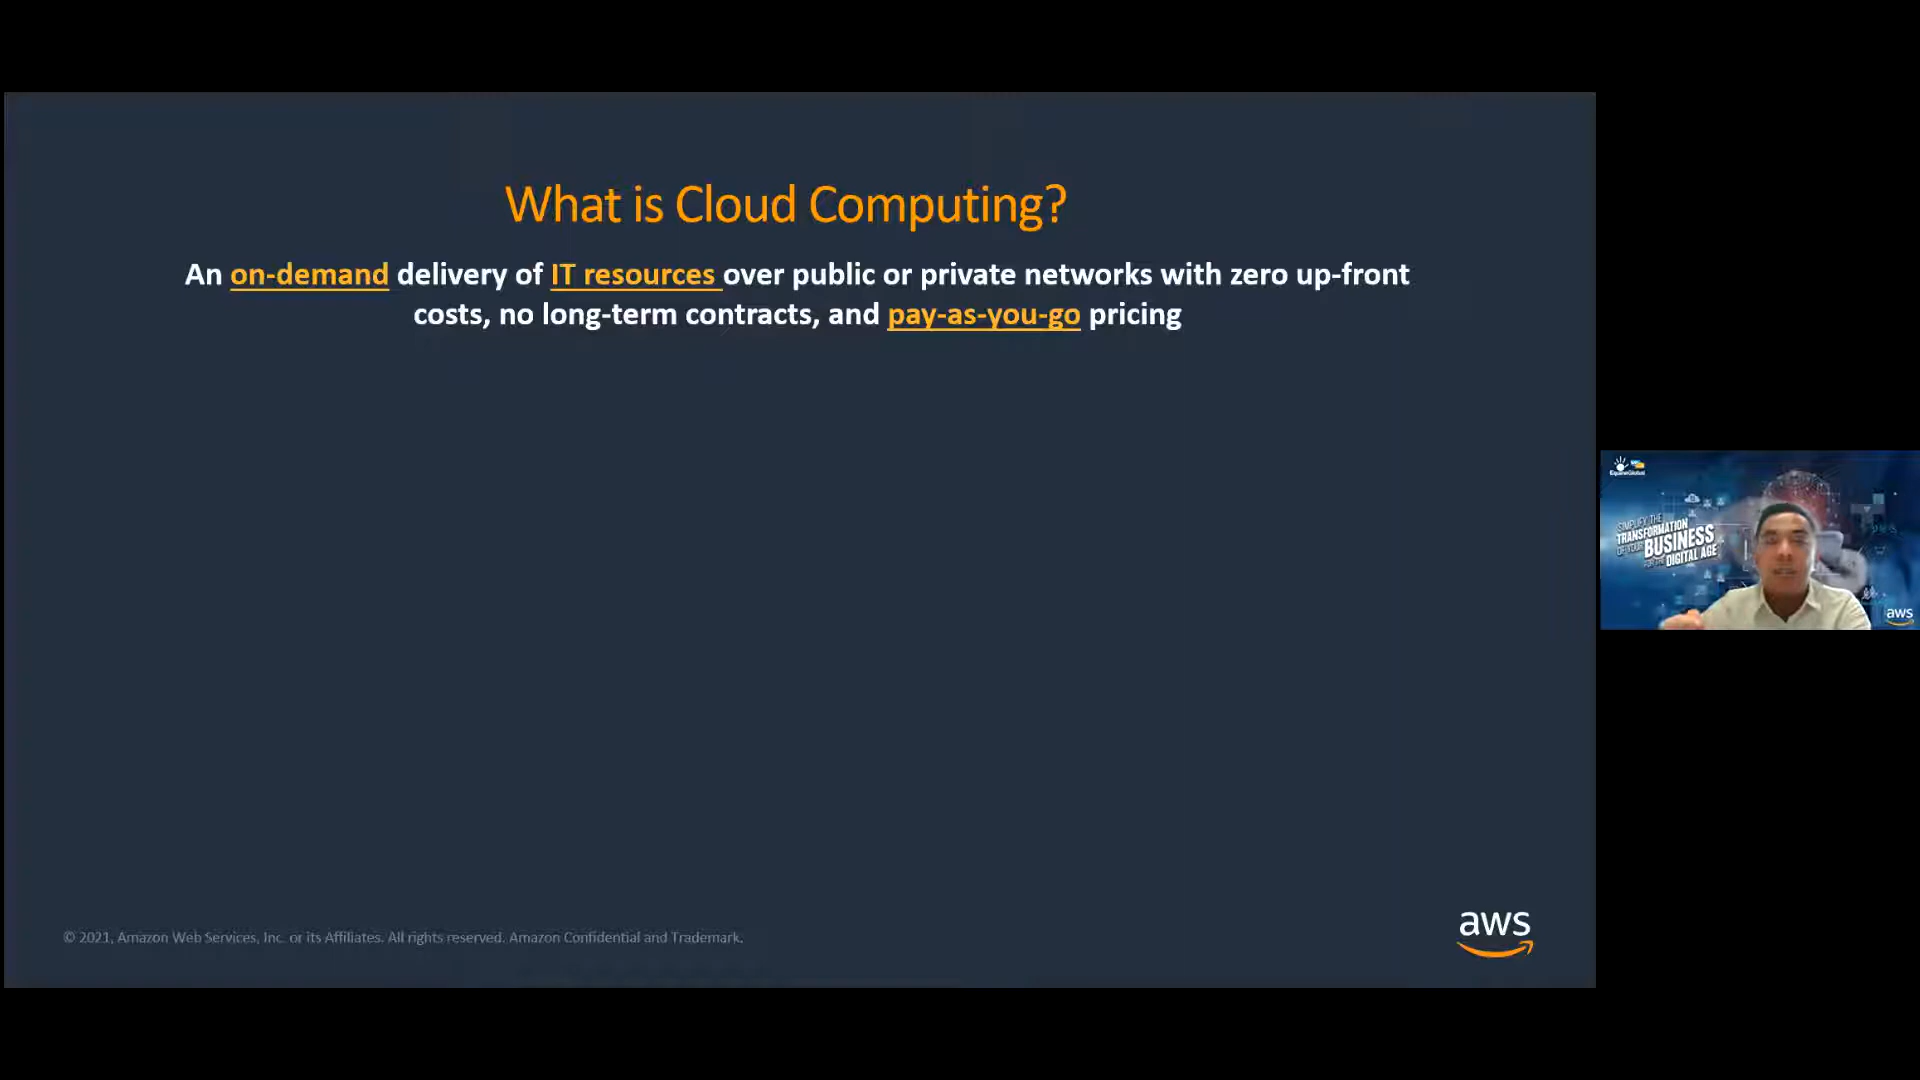 What is Cloud Computing?
An on-demand delivery of IT resources over public or private networks with zero up-front
costs, no long-term contracts, and pay-as-you-go pricing
© 2021, Amazon Web Services, Inc. or its Affiliates. All rights reserved. Amazon Confidential and Trademark.
aws
SIMPLIFY THE
TRANSFORMATION
OF YOUR BUSINESS
FOR THE DIGITAL AGE
aws